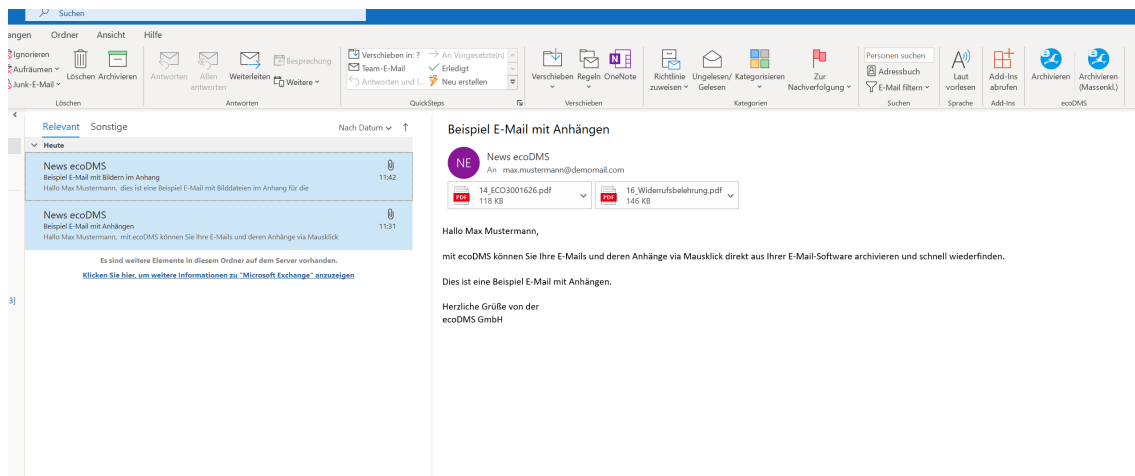 Suchen
angen Ordner Ansicht Hilfe
Ignorieren
Aufräumen
Junk-E-Mail
Löschen Archivieren
Löschen
Antworten Allen antworten Weiterleiten
Besprechung
Weitere
Antworten
Verschieben in: ? An Vorgesetzte(n)
Team-E-Mail Erledigt
Antworten und l... Neu erstellen
QuickSteps
Verschieben Regeln OneNote
Verschieben
Richtlinie zuweisen Ungelesen/ Gelesen Kategorisieren Zur Nachverfolgung
Kategorien
Personen suchen
Adressbuch
E-Mail filtern
Suchen
Laut vorlesen
Sprache
Add-Ins abrufen
Add-Ins
Archivieren Archivieren (Massenkl.)
ecoDMS
Relevant Sonstige Nach Datum
Heute
News ecoDMS
Beispiel E-Mail mit Bildern im Anhang 11:42
Hallo Max Mustermann, dies ist eine Beispiel E-Mail mit Bilddateien im Anhang für die
News ecoDMS
Beispiel E-Mail mit Anhängen 11:31
Hallo Max Mustermann, mit ecoDMS können Sie Ihre E-Mails und deren Anhänge via Mausklick
Es sind weitere Elemente in diesem Ordner auf dem Server vorhanden.
Klicken Sie hier, um weitere Informationen zu "Microsoft Exchange" anzuzeigen
3]
Beispiel E-Mail mit Anhängen
NE
News ecoDMS
An max.mustermann@demomail.com
PDF 14_ECO3001626.pdf
118 KB
PDF 16_Widerrufsbelehrung.pdf
146 KB
Hallo Max Mustermann,
mit ecoDMS können Sie Ihre E-Mails und deren Anhänge via Mausklick direkt aus Ihrer E-Mail-Software archivieren und schnell wiederfinden.
Dies ist eine Beispiel E-Mail mit Anhängen.
Herzliche Grüße von der
ecoDMS GmbH